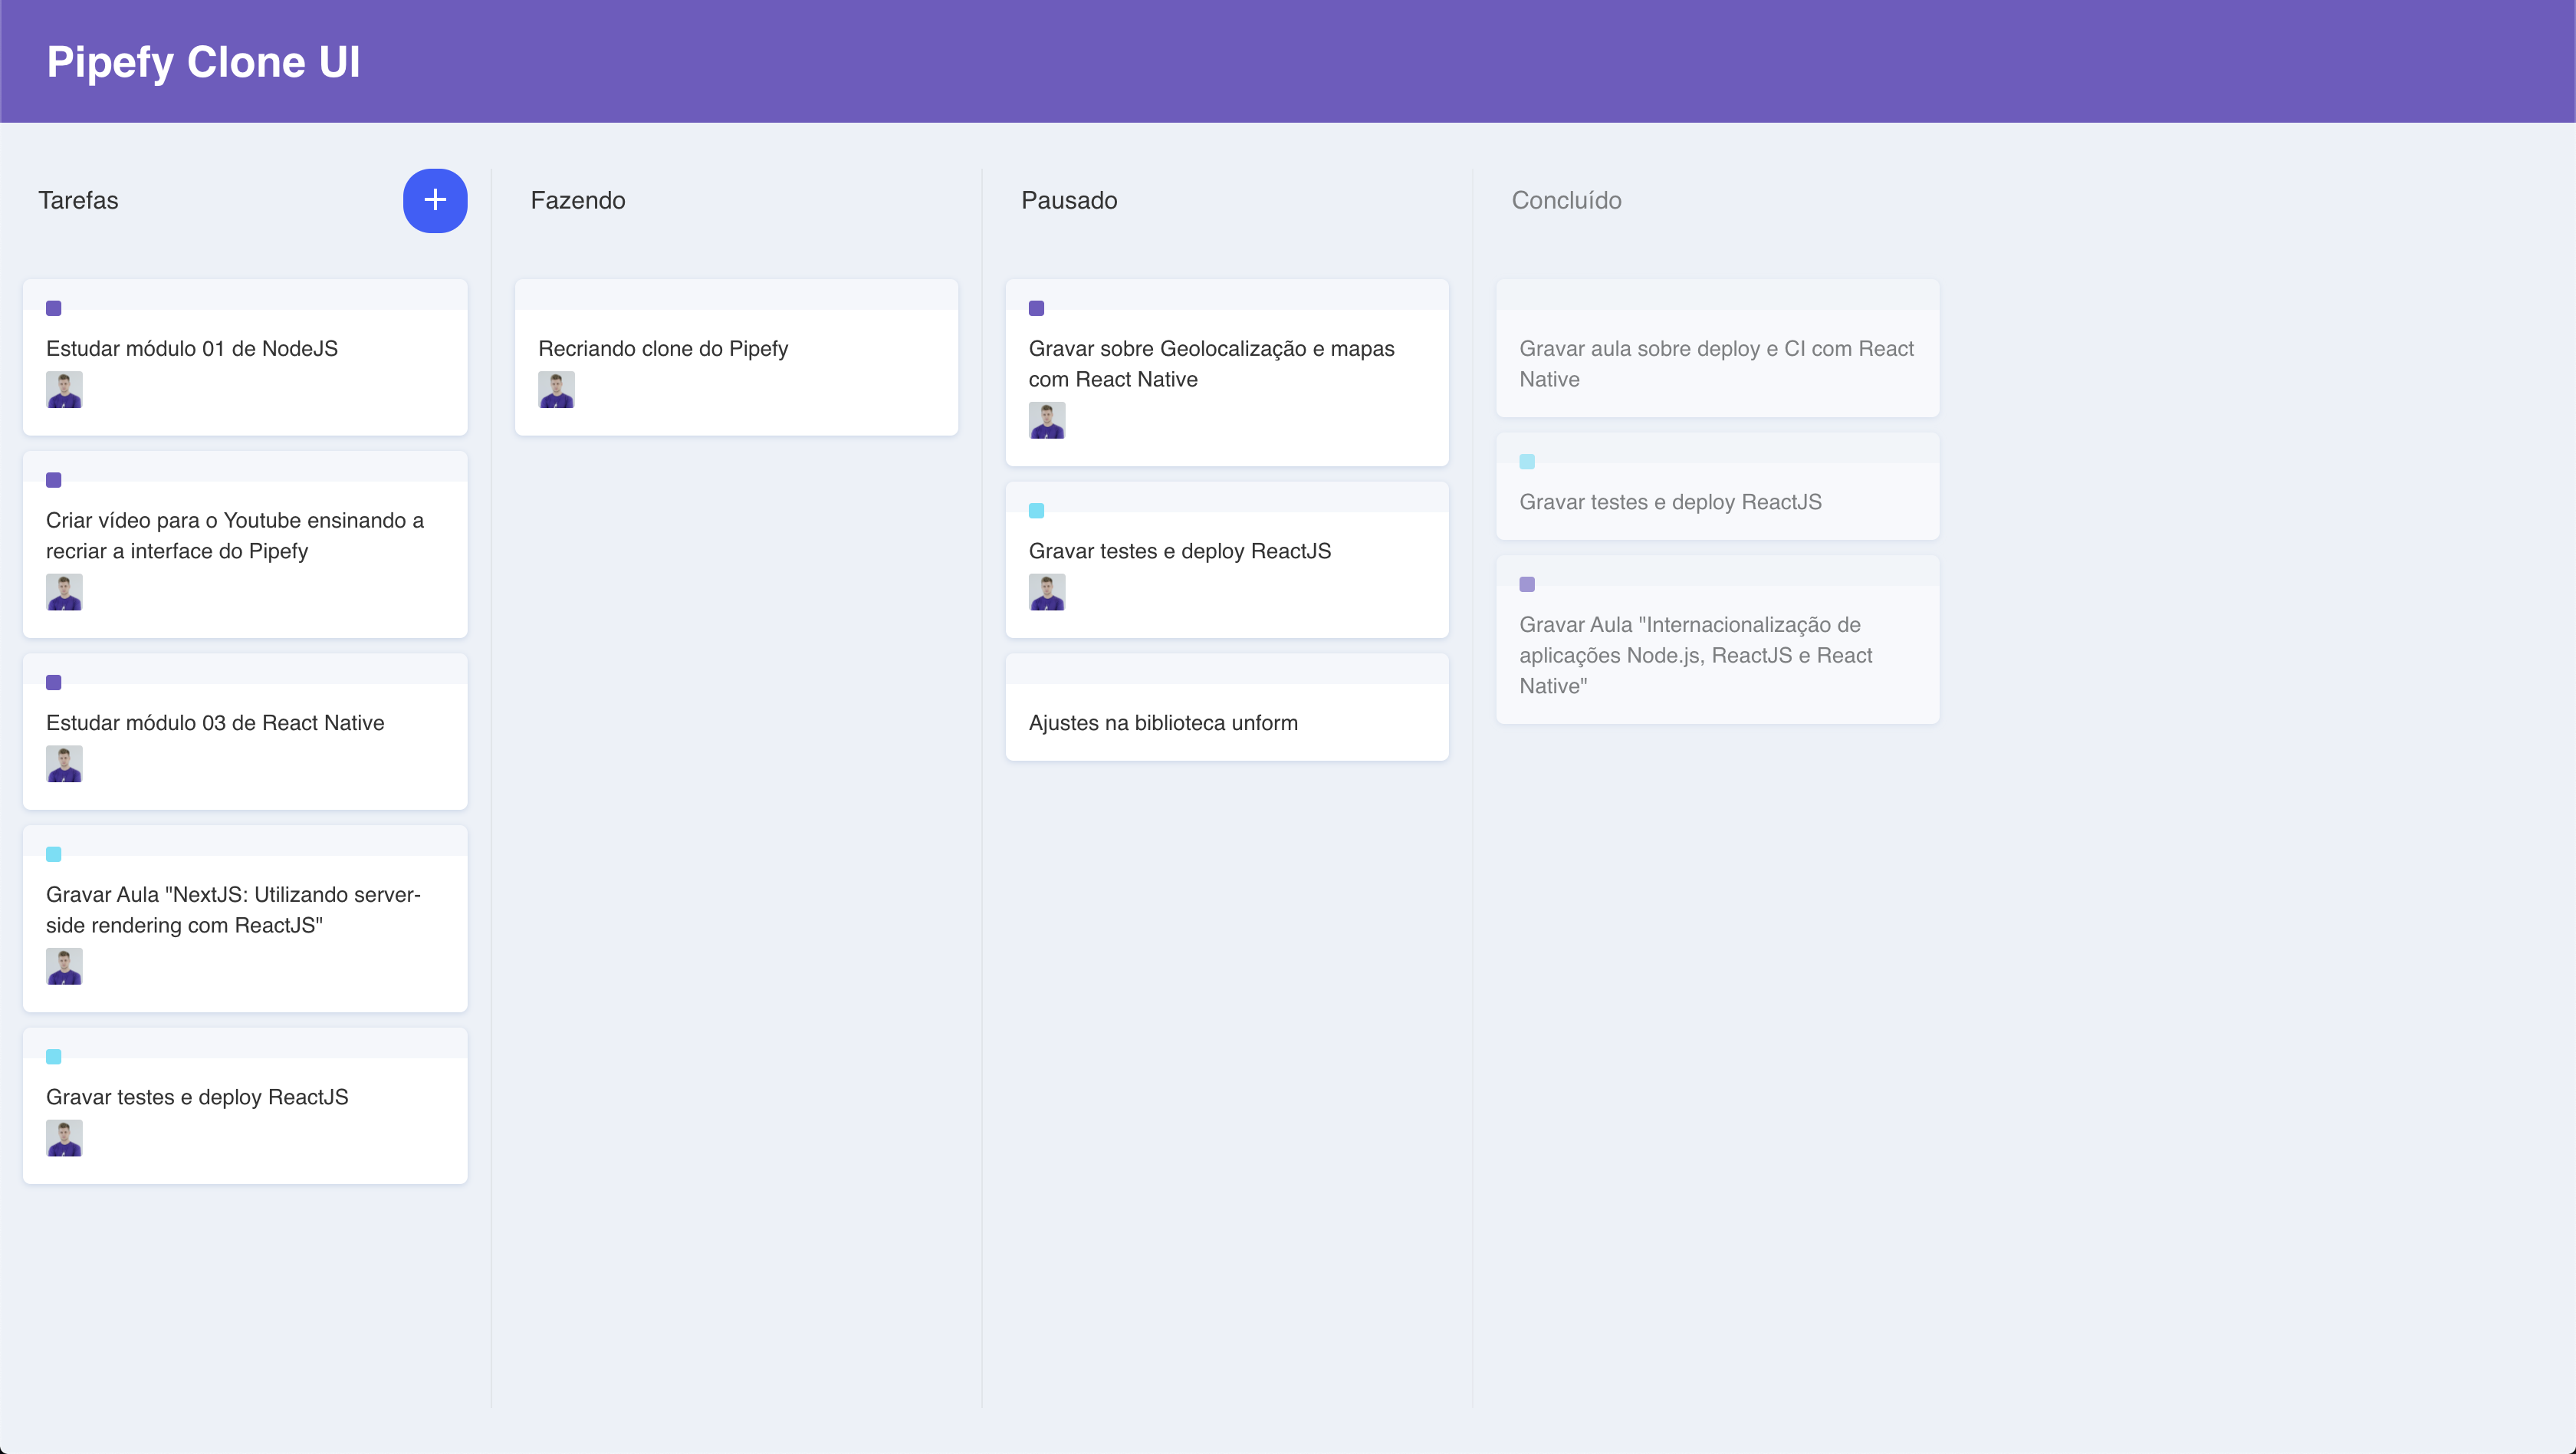 Pipefy Clone UI
Tarefas
Estudar módulo 01 de NodeJS
Criar vídeo para o Youtube ensinando a
recriar a interface do Pipefy
Estudar módulo 03 de React Native
Gravar Aula "NextJS: Utilizando server-
side rendering com ReactJS"
Gravar testes e deploy ReactJS
Fazendo
Recriando clone do Pipefy
Pausado
Gravar sobre Geolocalização e mapas
com React Native
Gravar testes e deploy ReactJS
Ajustes na biblioteca unform
Concluído
Gravar aula sobre deploy e CI com React
Native
Gravar testes e deploy ReactJS
Gravar Aula "Internacionalização de
aplicações Node.js, ReactJS e React
Native"